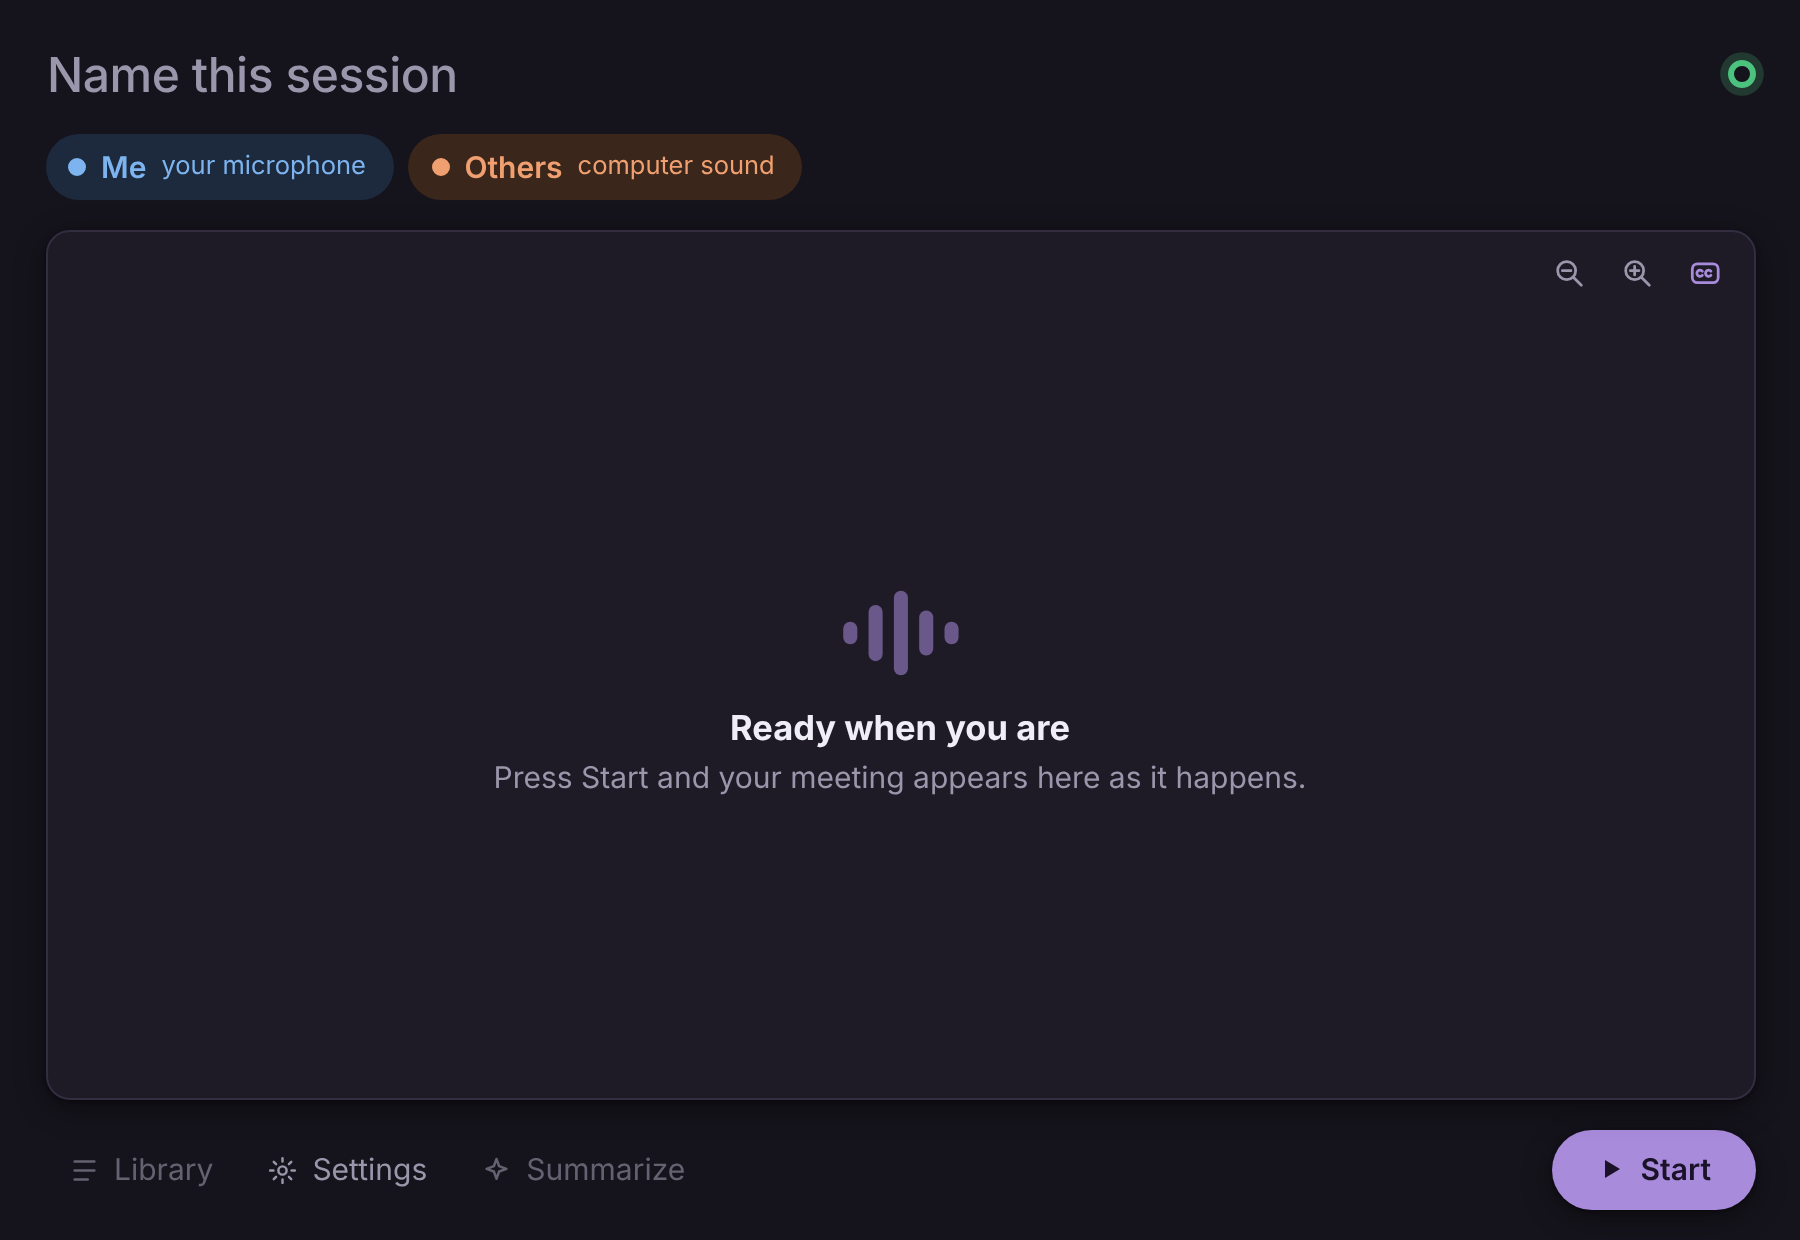 Name this session
Me your microphone
Others computer sound
CC
Ready when you are
Press Start and your meeting appears here as it happens.
Library
Settings
Summarize
Start